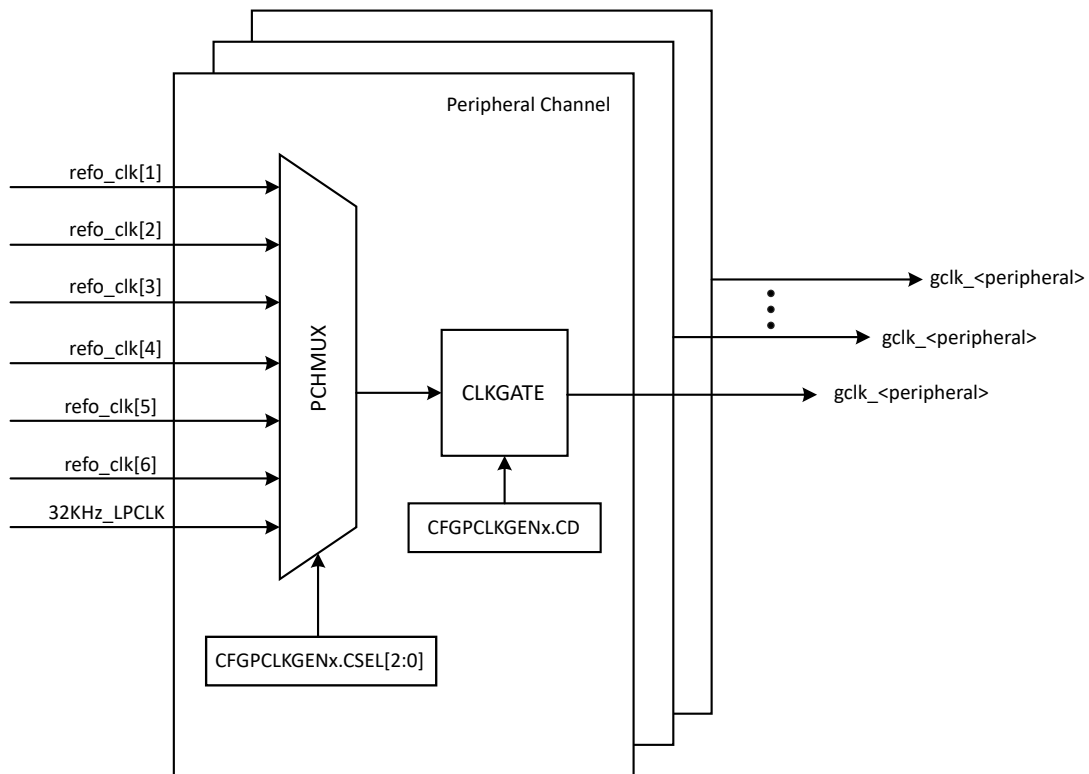 Peripheral Channel
refo_clk[1]
refo_clk[2]
refo_clk[3]
refo_clk[4]
refo_clk[5]
refo_clk[6]
32KHz_LPCLK
PCHMUX
CLKGATE
CFGPCLKGENx.CD
CFGPCLKGENx.CSEL[2:0]
gclk_<peripheral>
gclk_<peripheral>
gclk_<peripheral>